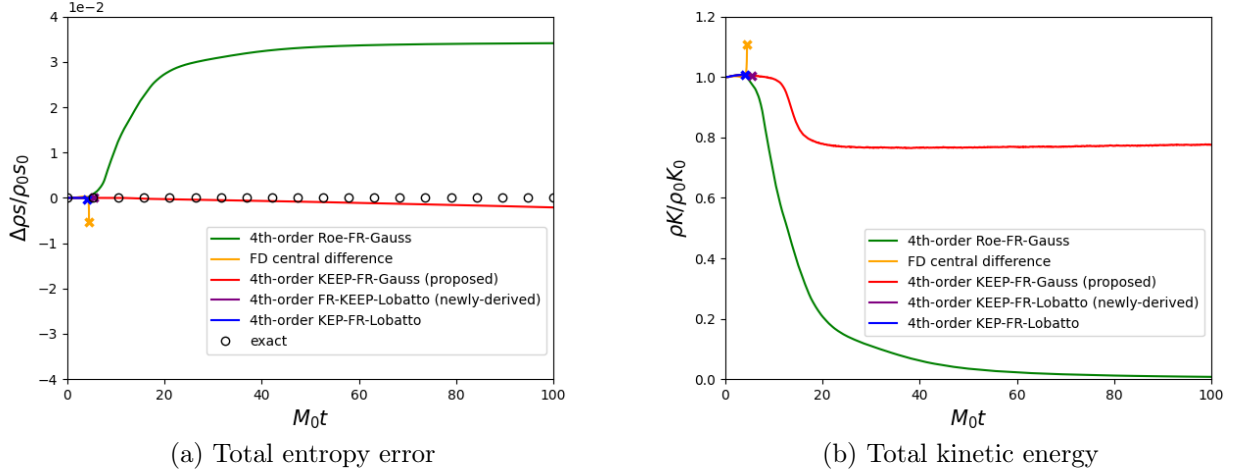 1e−2
4
3
2
1
0
−1
−2
−3
−4
Δρs/ρ₀s₀
4th-order Roe-FR-Gauss
FD central difference
4th-order KEEP-FR-Gauss (proposed)
4th-order FR-KEEP-Lobatto (newly-derived)
4th-order KEP-FR-Lobatto
exact
0 20 40 60 80 100
M₀t
(a) Total entropy error
1.2
1.0
0.8
0.6
0.4
0.2
0.0
ρK/ρ₀K₀
4th-order Roe-FR-Gauss
FD central difference
4th-order KEEP-FR-Gauss (proposed)
4th-order KEEP-FR-Lobatto (newly-derived)
4th-order KEP-FR-Lobatto
0 20 40 60 80 100
M₀t
(b) Total kinetic energy